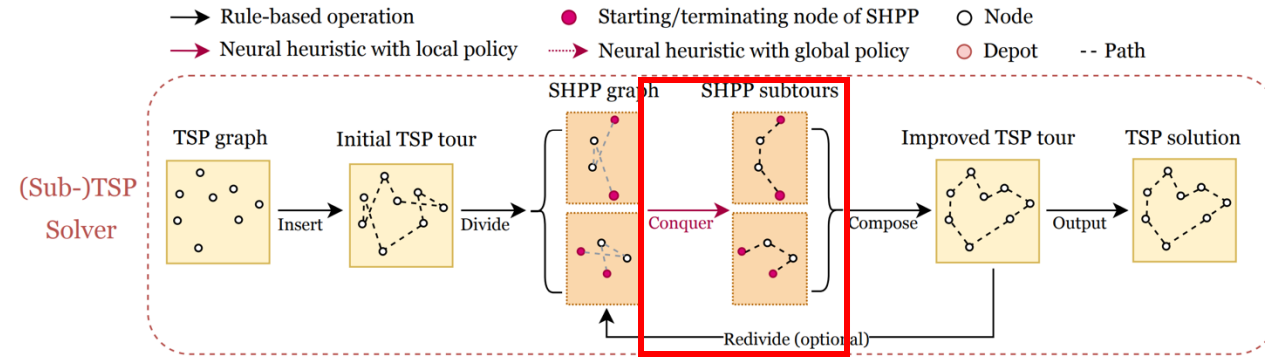 Rule-based operation
Starting/terminating node of SHPP
Node
Neural heuristic with local policy
Neural heuristic with global policy
Depot
Path
SHPP graph
SHPP subtours
TSP graph
Initial TSP tour
Improved TSP tour
TSP solution
(Sub-)TSP
Solver
Insert
Divide
Conquer
Compose
Output
Redivide (optional)